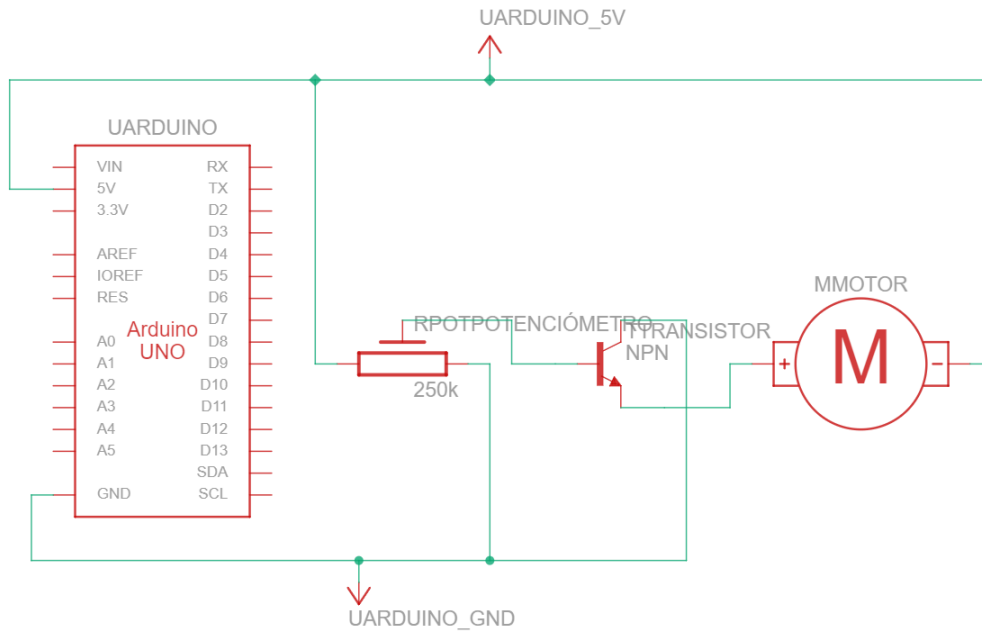 UARDUINO_5V
UARDUINO
VIN
RX
5V
TX
3.3V
D2
D3
AREF
D4
IOREF
D5
RES
D6
D7
Arduino
UNO
A0
D8
A1
D9
A2
D10
A3
D11
A4
D12
A5
D13
SDA
GND
SCL
RPOTPOTENCIÓMETRO
250k
TTRANSISTOR
NPN
MMOTOR
+
M
-
UARDUINO_GND